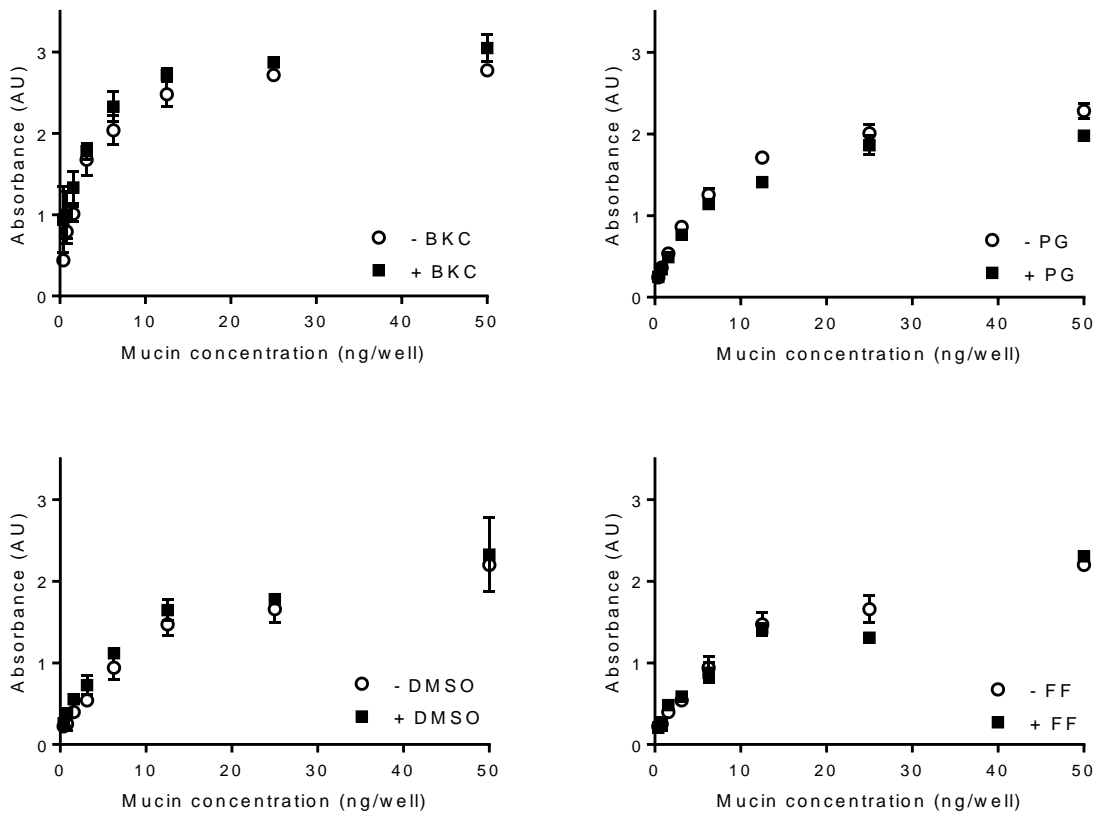 Absorbance (AU)
3
2
1
0
- BKC
+ BKC
0 10 20 30 40 50
Mucin concentration (ng/well)
Absorbance (AU)
3
2
1
0
- PG
+ PG
0 10 20 30 40 50
Mucin concentration (ng/well)
Absorbance (AU)
3
2
1
0
- DMSO
+ DMSO
0 10 20 30 40 50
Mucin concentration (ng/well)
Absorbance (AU)
3
2
1
0
- FF
+ FF
0 10 20 30 40 50
Mucin concentration (ng/well)